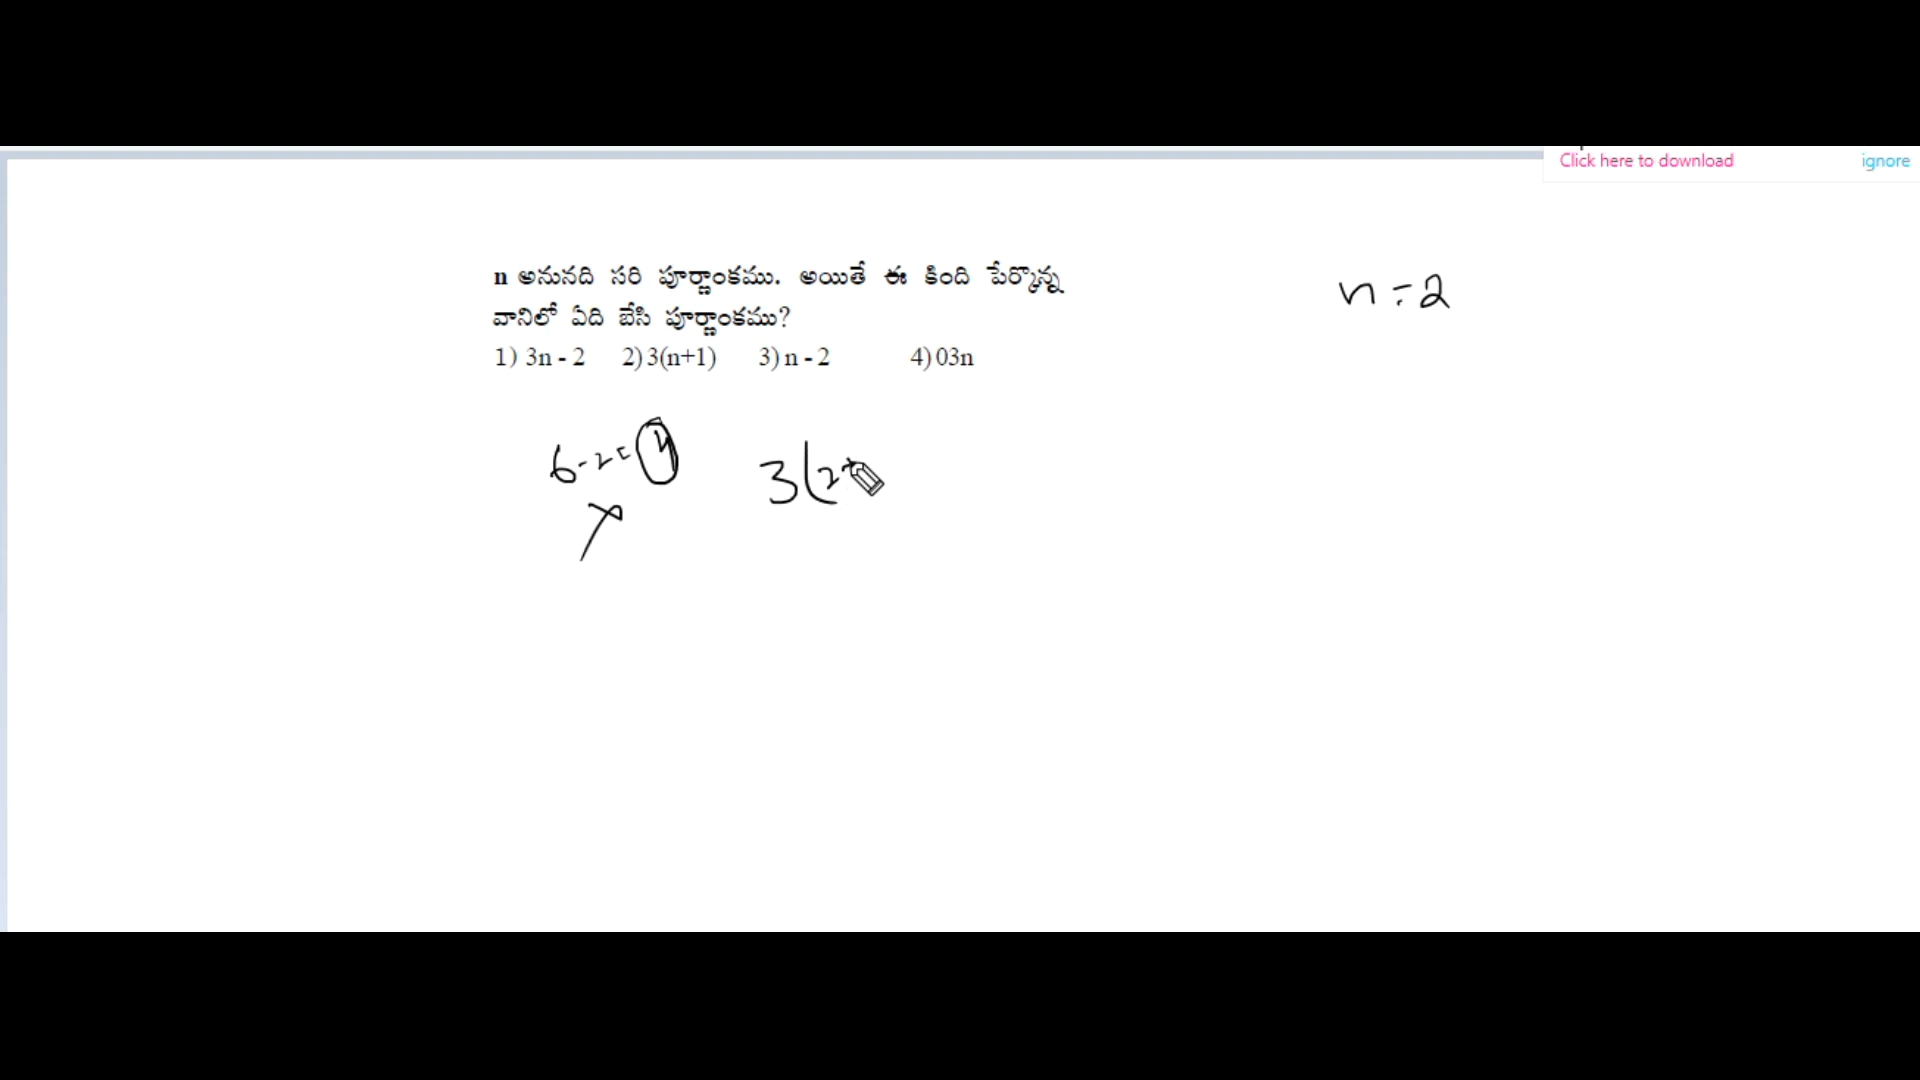 Click here to download ignore
n అనునది సరి పూర్ణాంకము. అయితే ఈ కింది పేర్కొన్న
వానిలో ఏది బేసి పూర్ణాంకము?
1) 3n - 2 2) 3(n+1) 3) n - 2 4) 03n
n = 2
6 - 2 = 4
3(2+